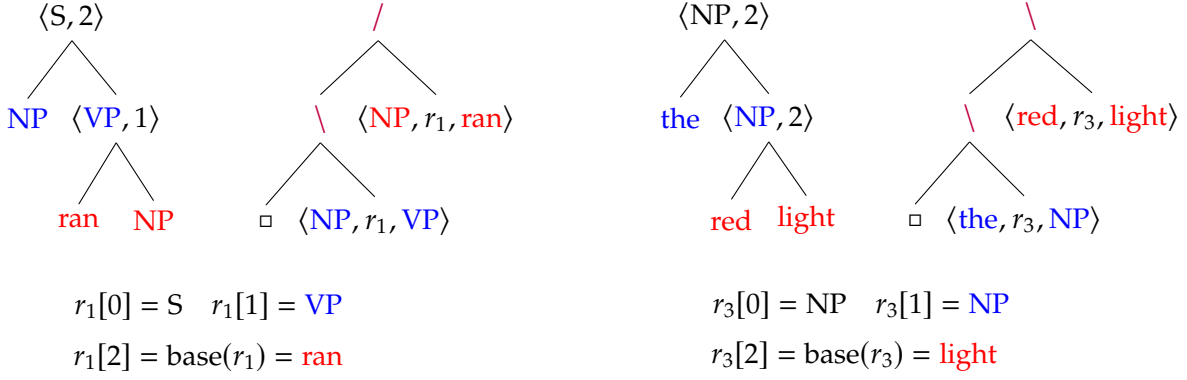 ⟨S, 2⟩ / ⟨NP, 2⟩ \
NP ⟨VP, 1⟩ \ ⟨NP, r₁, ran⟩ the ⟨NP, 2⟩ \ ⟨red, r₃, light⟩
ran NP □ ⟨NP, r₁, VP⟩ red light □ ⟨the, r₃, NP⟩
r₁[0] = S r₁[1] = VP r₃[0] = NP r₃[1] = NP
r₁[2] = base(r₁) = ran r₃[2] = base(r₃) = light